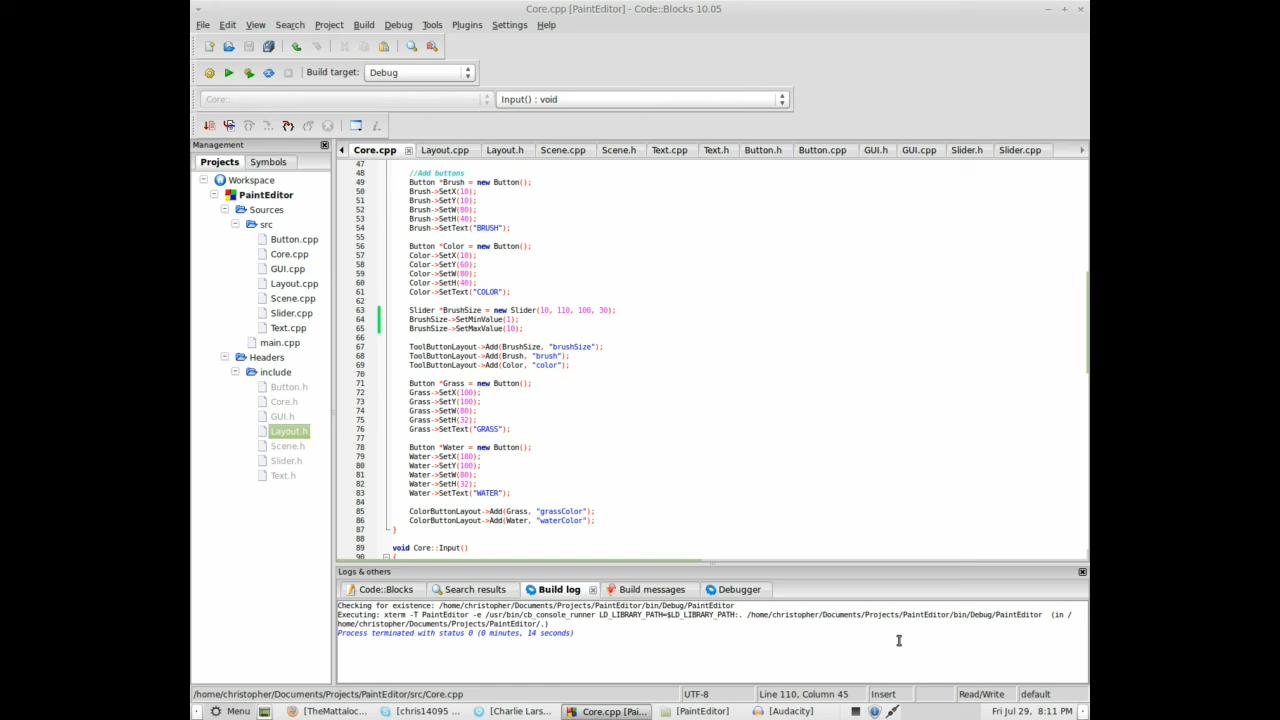 Core.cpp [PaintEditor] - Code::Blocks 10.05
File Edit View Search Project Build Debug Tools Plugins Settings Help
Build target: Debug
Core:: Input() : void
Management
Projects Symbols
Workspace
PaintEditor
Sources
src
Button.cpp
Core.cpp
GUI.cpp
Layout.cpp
Scene.cpp
Slider.cpp
Text.cpp
main.cpp
Headers
include
Button.h
Core.h
GUI.h
Layout.h
Scene.h
Slider.h
Text.h
Core.cpp Layout.cpp Layout.h Scene.cpp Scene.h Text.cpp Text.h Button.h Button.cpp GUI.h GUI.cpp Slider.h Slider.cpp
47
48 //Add buttons
49 Button *Brush = new Button();
50 Brush->SetX(10);
51 Brush->SetY(10);
52 Brush->SetW(80);
53 Brush->SetH(40);
54 Brush->SetText("BRUSH");
55
56 Button *Color = new Button();
57 Color->SetX(10);
58 Color->SetY(60);
59 Color->SetW(80);
60 Color->SetH(40);
61 Color->SetText("COLOR");
62
63 Slider *BrushSize = new Slider(10, 110, 100, 30);
64 BrushSize->SetMinValue(1);
65 BrushSize->SetMaxValue(10);
66
67 ToolButtonLayout->Add(BrushSize, "brushSize");
68 ToolButtonLayout->Add(Brush, "brush");
69 ToolButtonLayout->Add(Color, "color");
70
71 Button *Grass = new Button();
72 Grass->SetX(100);
73 Grass->SetY(100);
74 Grass->SetW(80);
75 Grass->SetH(32);
76 Grass->SetText("GRASS");
77
78 Button *Water = new Button();
79 Water->SetX(180);
80 Water->SetY(100);
81 Water->SetW(80);
82 Water->SetH(32);
83 Water->SetText("WATER");
84
85 ColorButtonLayout->Add(Grass, "grassColor");
86 ColorButtonLayout->Add(Water, "waterColor");
87 }
88
89 void Core::Input()
90 {
Logs & others
Code::Blocks Search results Build log Build messages Debugger
Checking for existence: /home/christopher/Documents/Projects/PaintEditor/bin/Debug/PaintEditor
Executing: xterm -T PaintEditor -e /usr/bin/cb_console_runner LD_LIBRARY_PATH=$LD_LIBRARY_PATH:. /home/christopher/Documents/Projects/PaintEditor/bin/Debug/PaintEditor (in /
home/christopher/Documents/Projects/PaintEditor/.)
Process terminated with status 0 (0 minutes, 14 seconds)
/home/christopher/Documents/Projects/PaintEditor/src/Core.cpp UTF-8 Line 110, Column 45 Insert Read/Write default
Menu [TheMattaloc... [chris14095 ... [Charlie Lars... Core.cpp [Pai... [PaintEditor] [Audacity] Fri Jul 29, 8:11 PM